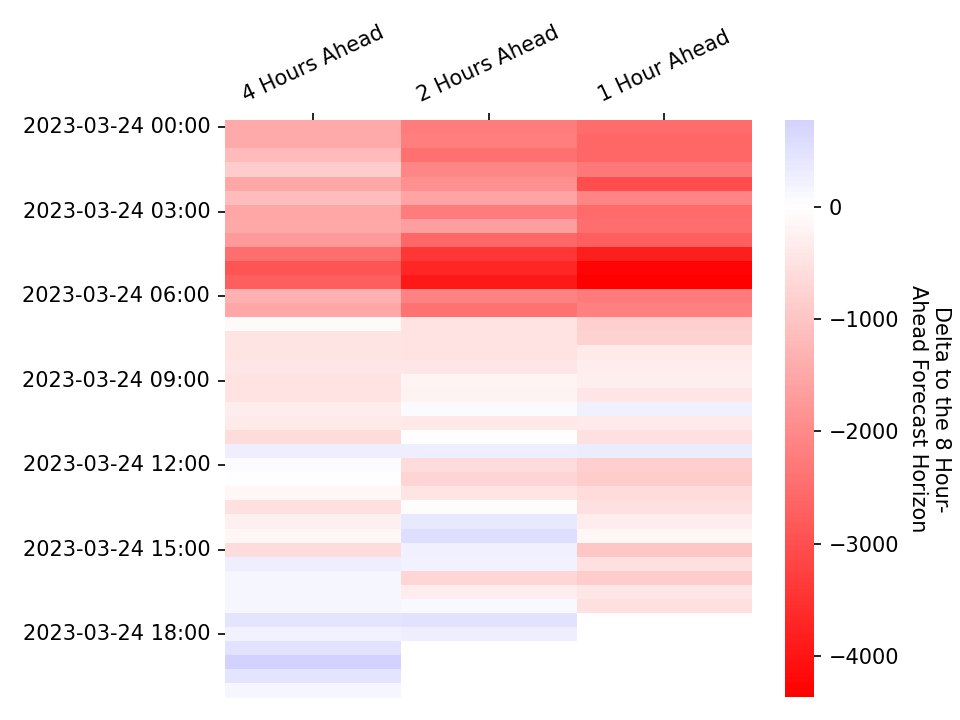 4 Hours Ahead
2 Hours Ahead
1 Hour Ahead
2023-03-24 00:00
2023-03-24 03:00
2023-03-24 06:00
2023-03-24 09:00
2023-03-24 12:00
2023-03-24 15:00
2023-03-24 18:00
0
−1000
−2000
−3000
−4000
Delta to the 8 Hour-
Ahead Forecast Horizon